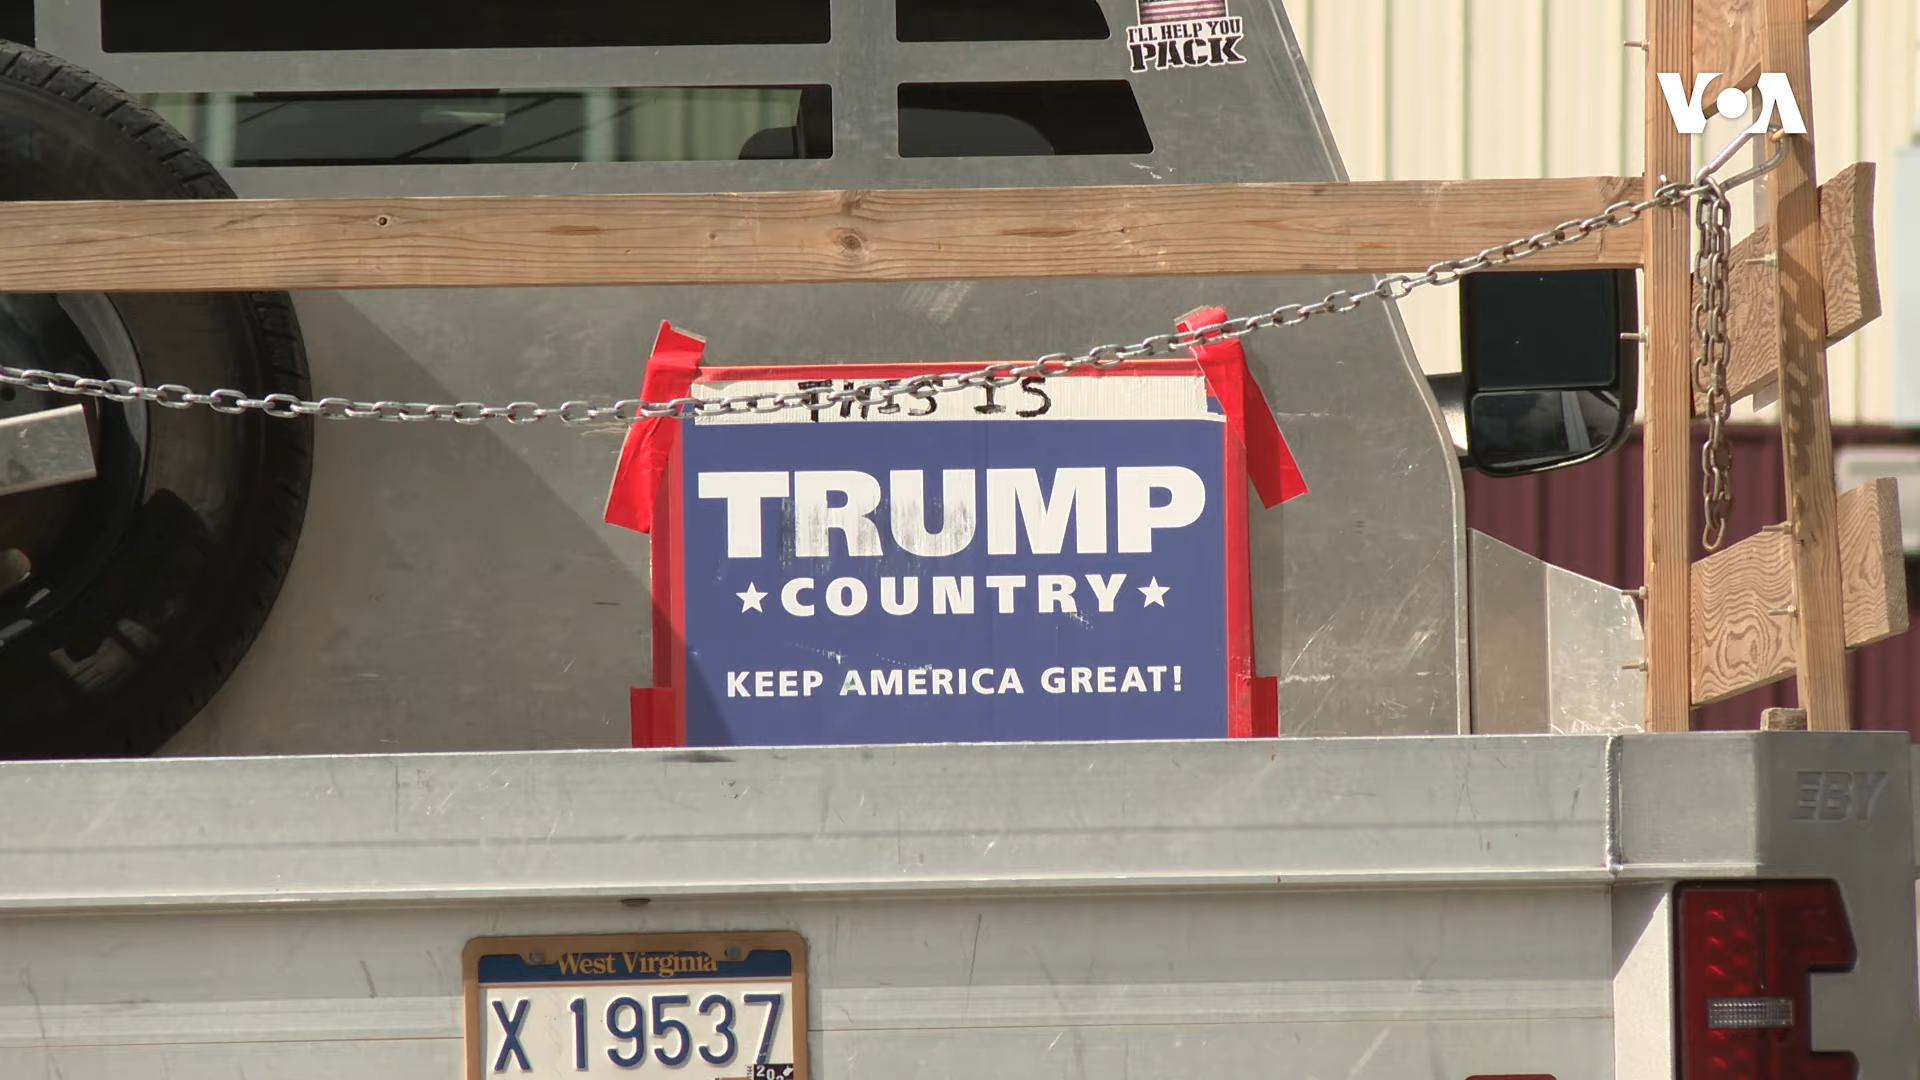 I'LL HELP YOU
PACK
VOA
THIS IS
TRUMP
COUNTRY
KEEP AMERICA GREAT!
EBY
West Virginia
X 19537